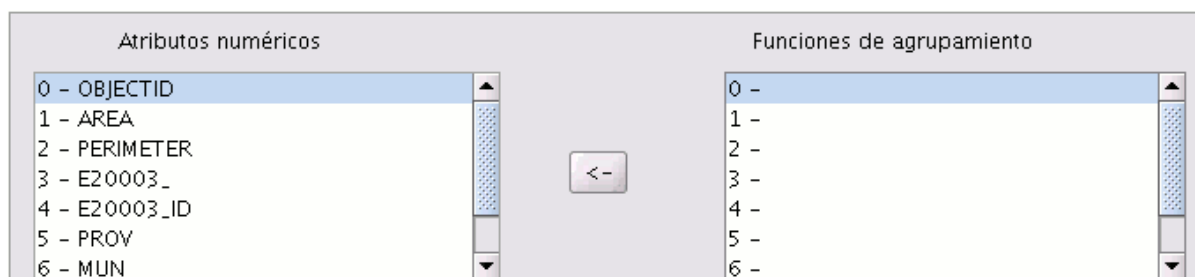 Atributos numéricos
0 - OBJECTID
1 - AREA
2 - PERIMETER
3 - E20003_
4 - E20003_ID
5 - PROV
6 - MUN
<-
Funciones de agrupamiento
0 -
1 -
2 -
3 -
4 -
5 -
6 -